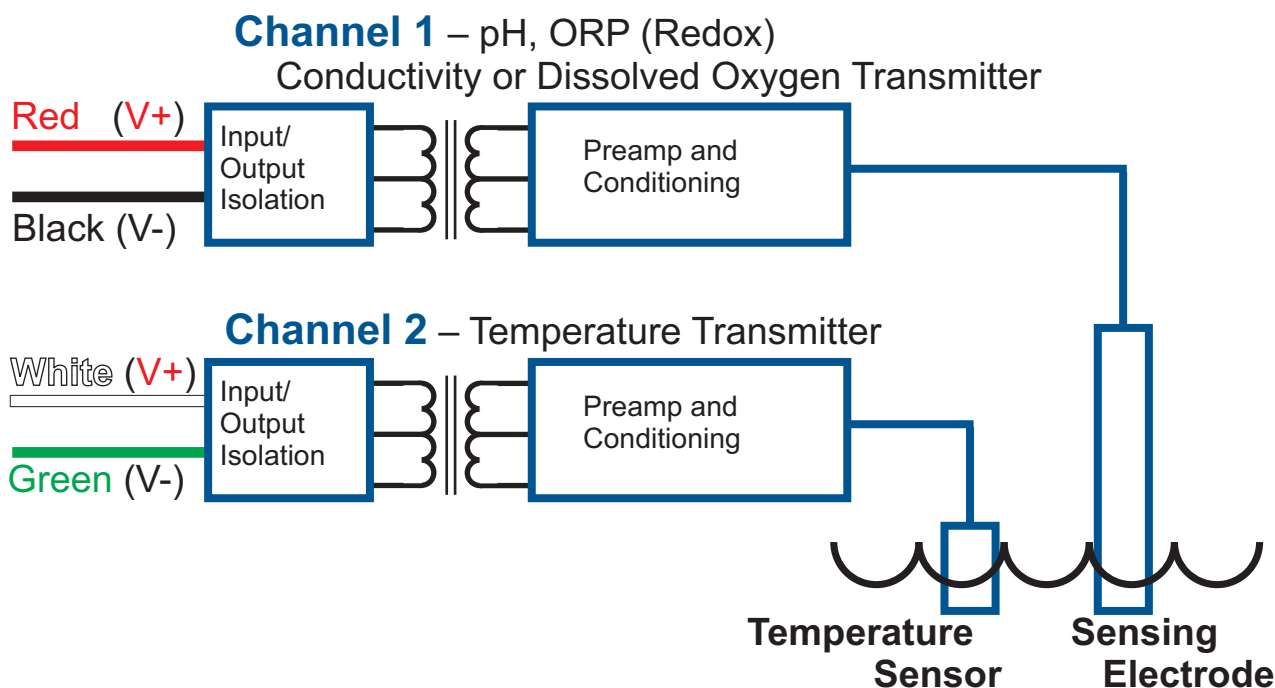 Channel 1 – pH, ORP (Redox)
Conductivity or Dissolved Oxygen Transmitter
Red (V+)
Black (V-)
Input/
Output
Isolation
Preamp and
Conditioning
Channel 2 – Temperature Transmitter
White (V+)
Green (V-)
Input/
Output
Isolation
Preamp and
Conditioning
Temperature
Sensor
Sensing
Electrode